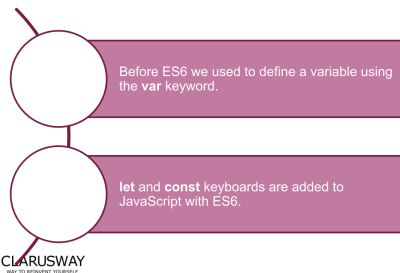 Before ES6 we used to define a variable using
the var keyword.
let and const keyboards are added to
JavaScript with ES6.
CLARUSWAY
WAY TO REINVENT YOURSELF